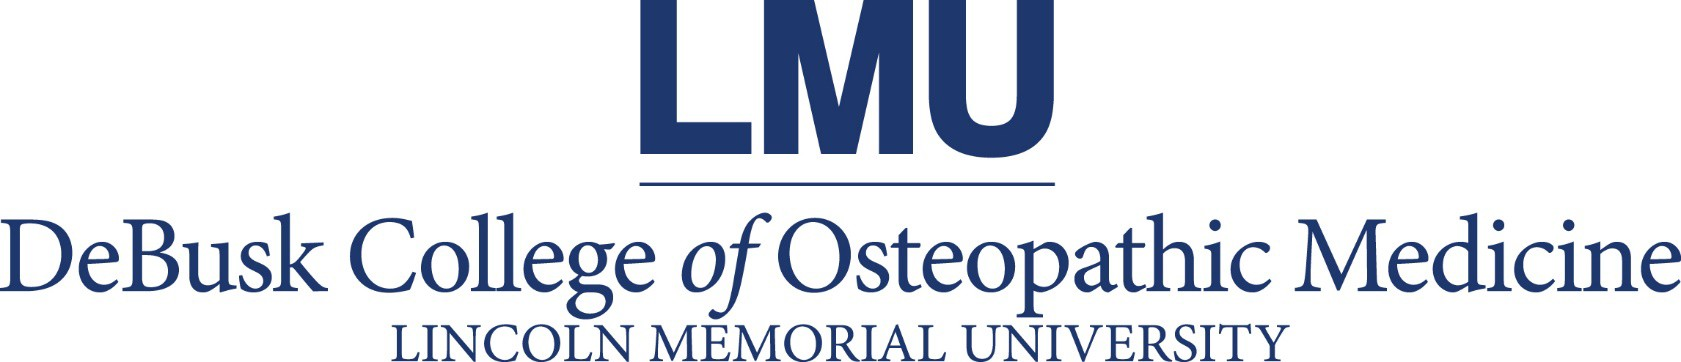 LMU
DeBusk College of Osteopathic Medicine
LINCOLN MEMORIAL UNIVERSITY